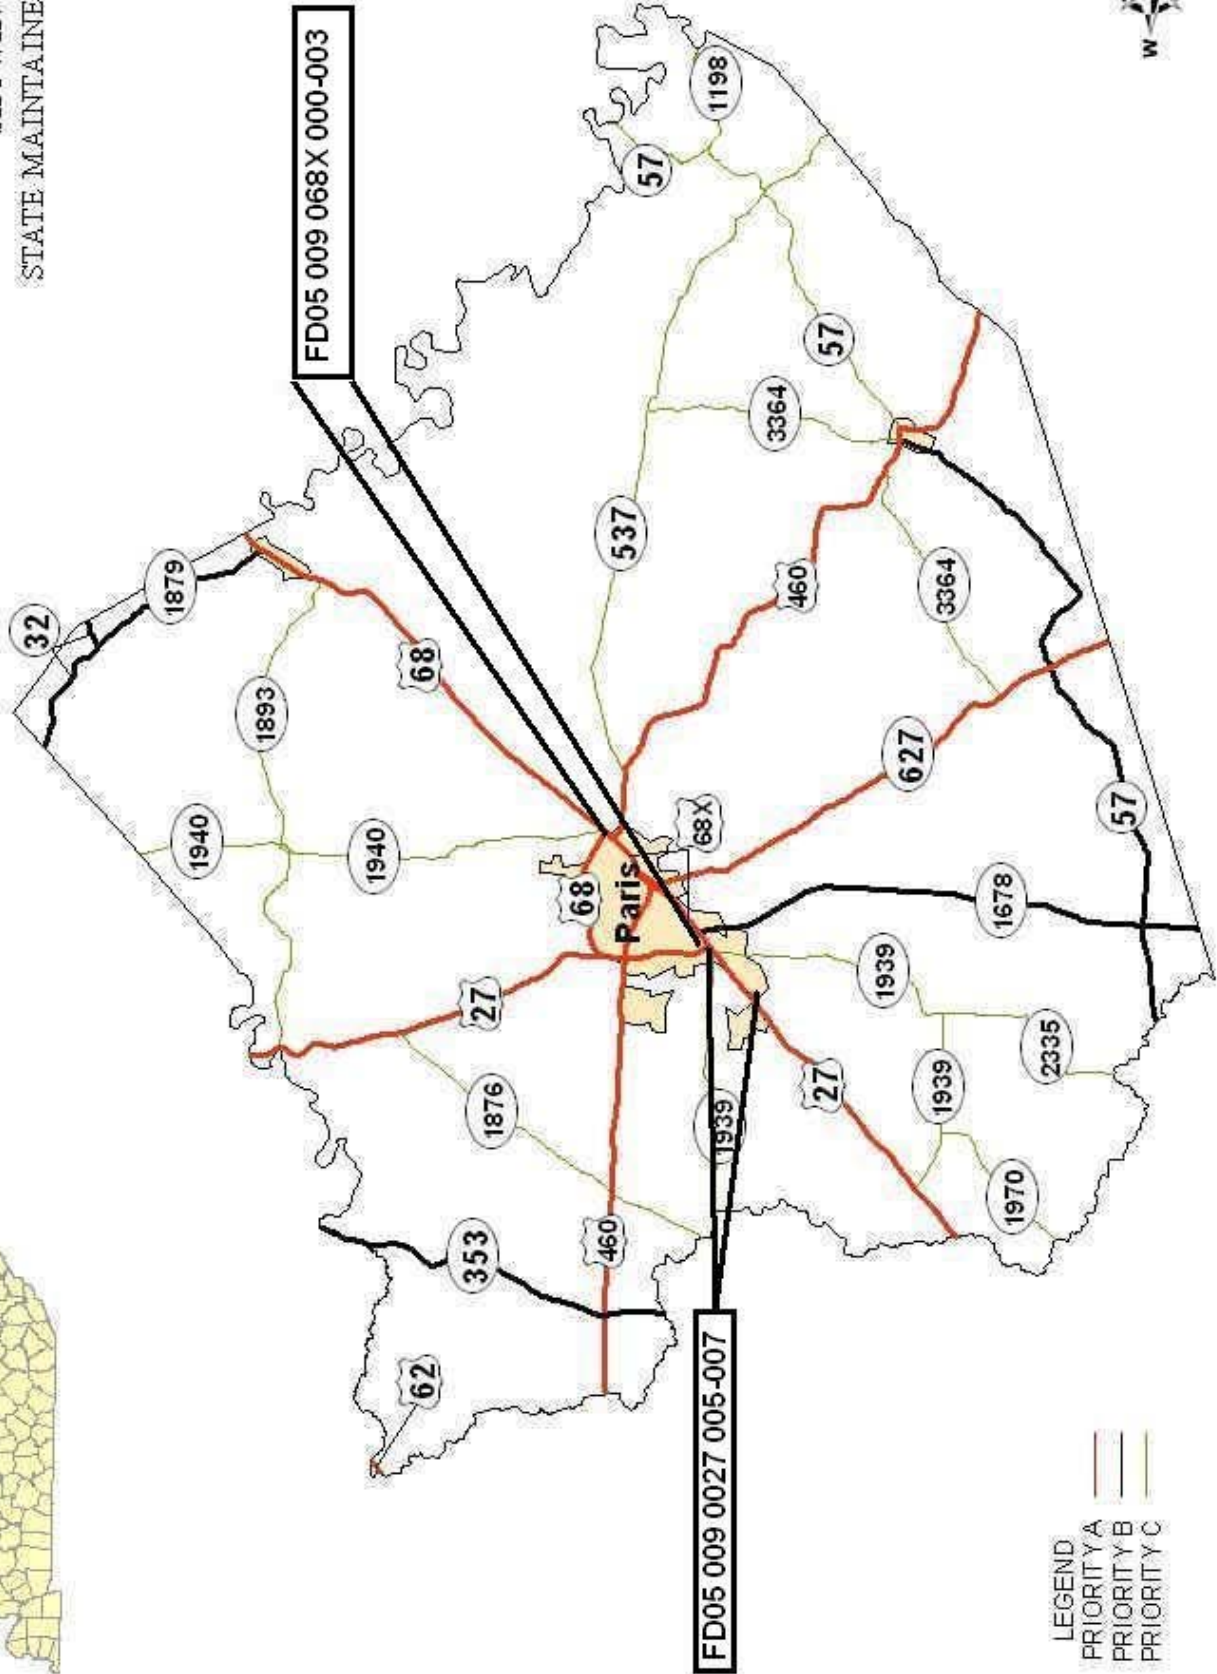 STATE MAINTAINE
32
1879
1940
1893
FD05 009 068X 000-003
1940
62
68
353
27
1876
68
460
537
Paris
57
68X
FD05 009 0027 005-007
1939
1198
3364
460
27
57
1939
627
1939
3364
1678
1970
2335
57
W
LEGEND
PRIORITY A
PRIORITY B
PRIORITY C